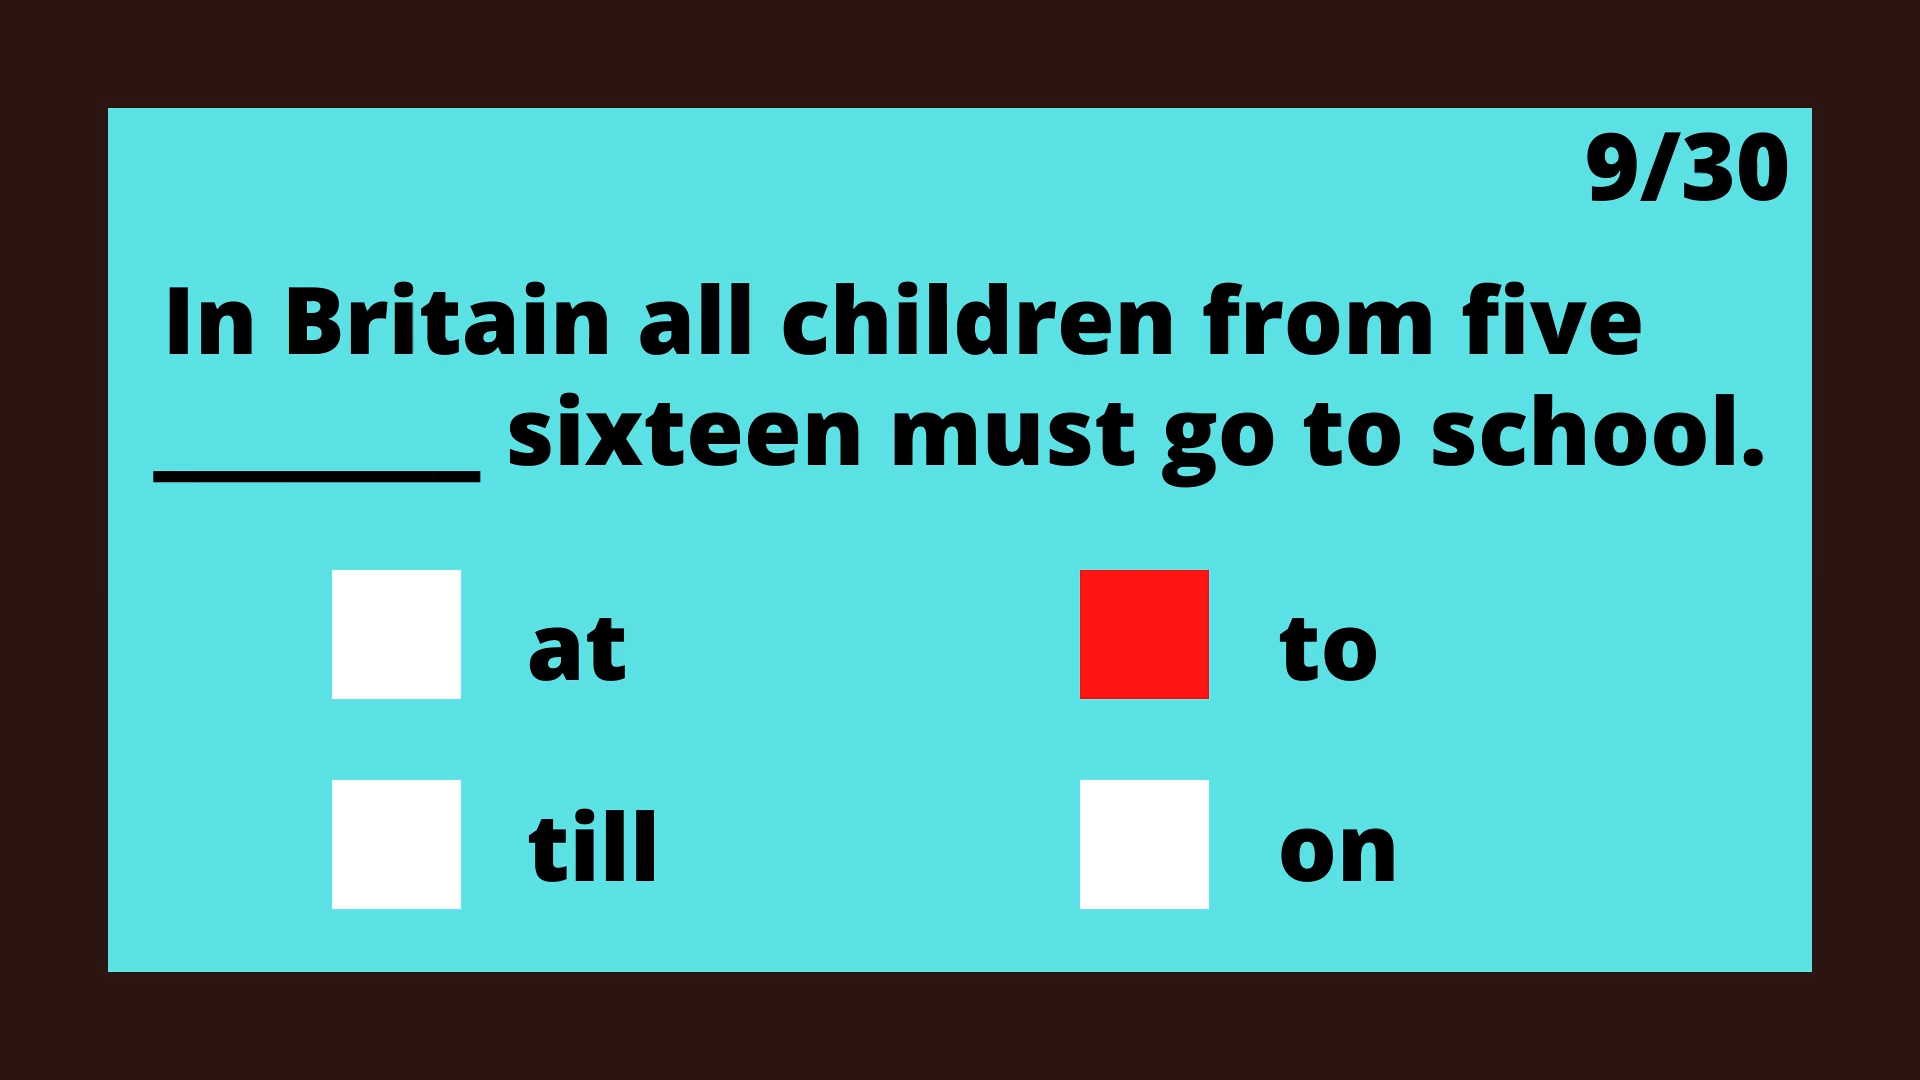 9/30
In Britain all children from five
________ sixteen must go to school.
at
to
till
on